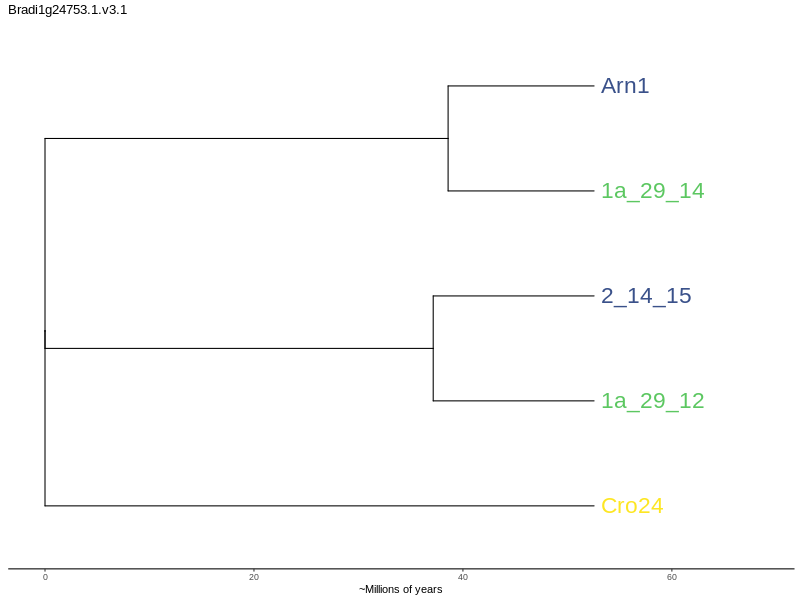 Bradi1g24753.1.v3.1
Arn1
1a_29_14
2_14_15
1a_29_12
Cro24
0 20 40 60
~Millions of years